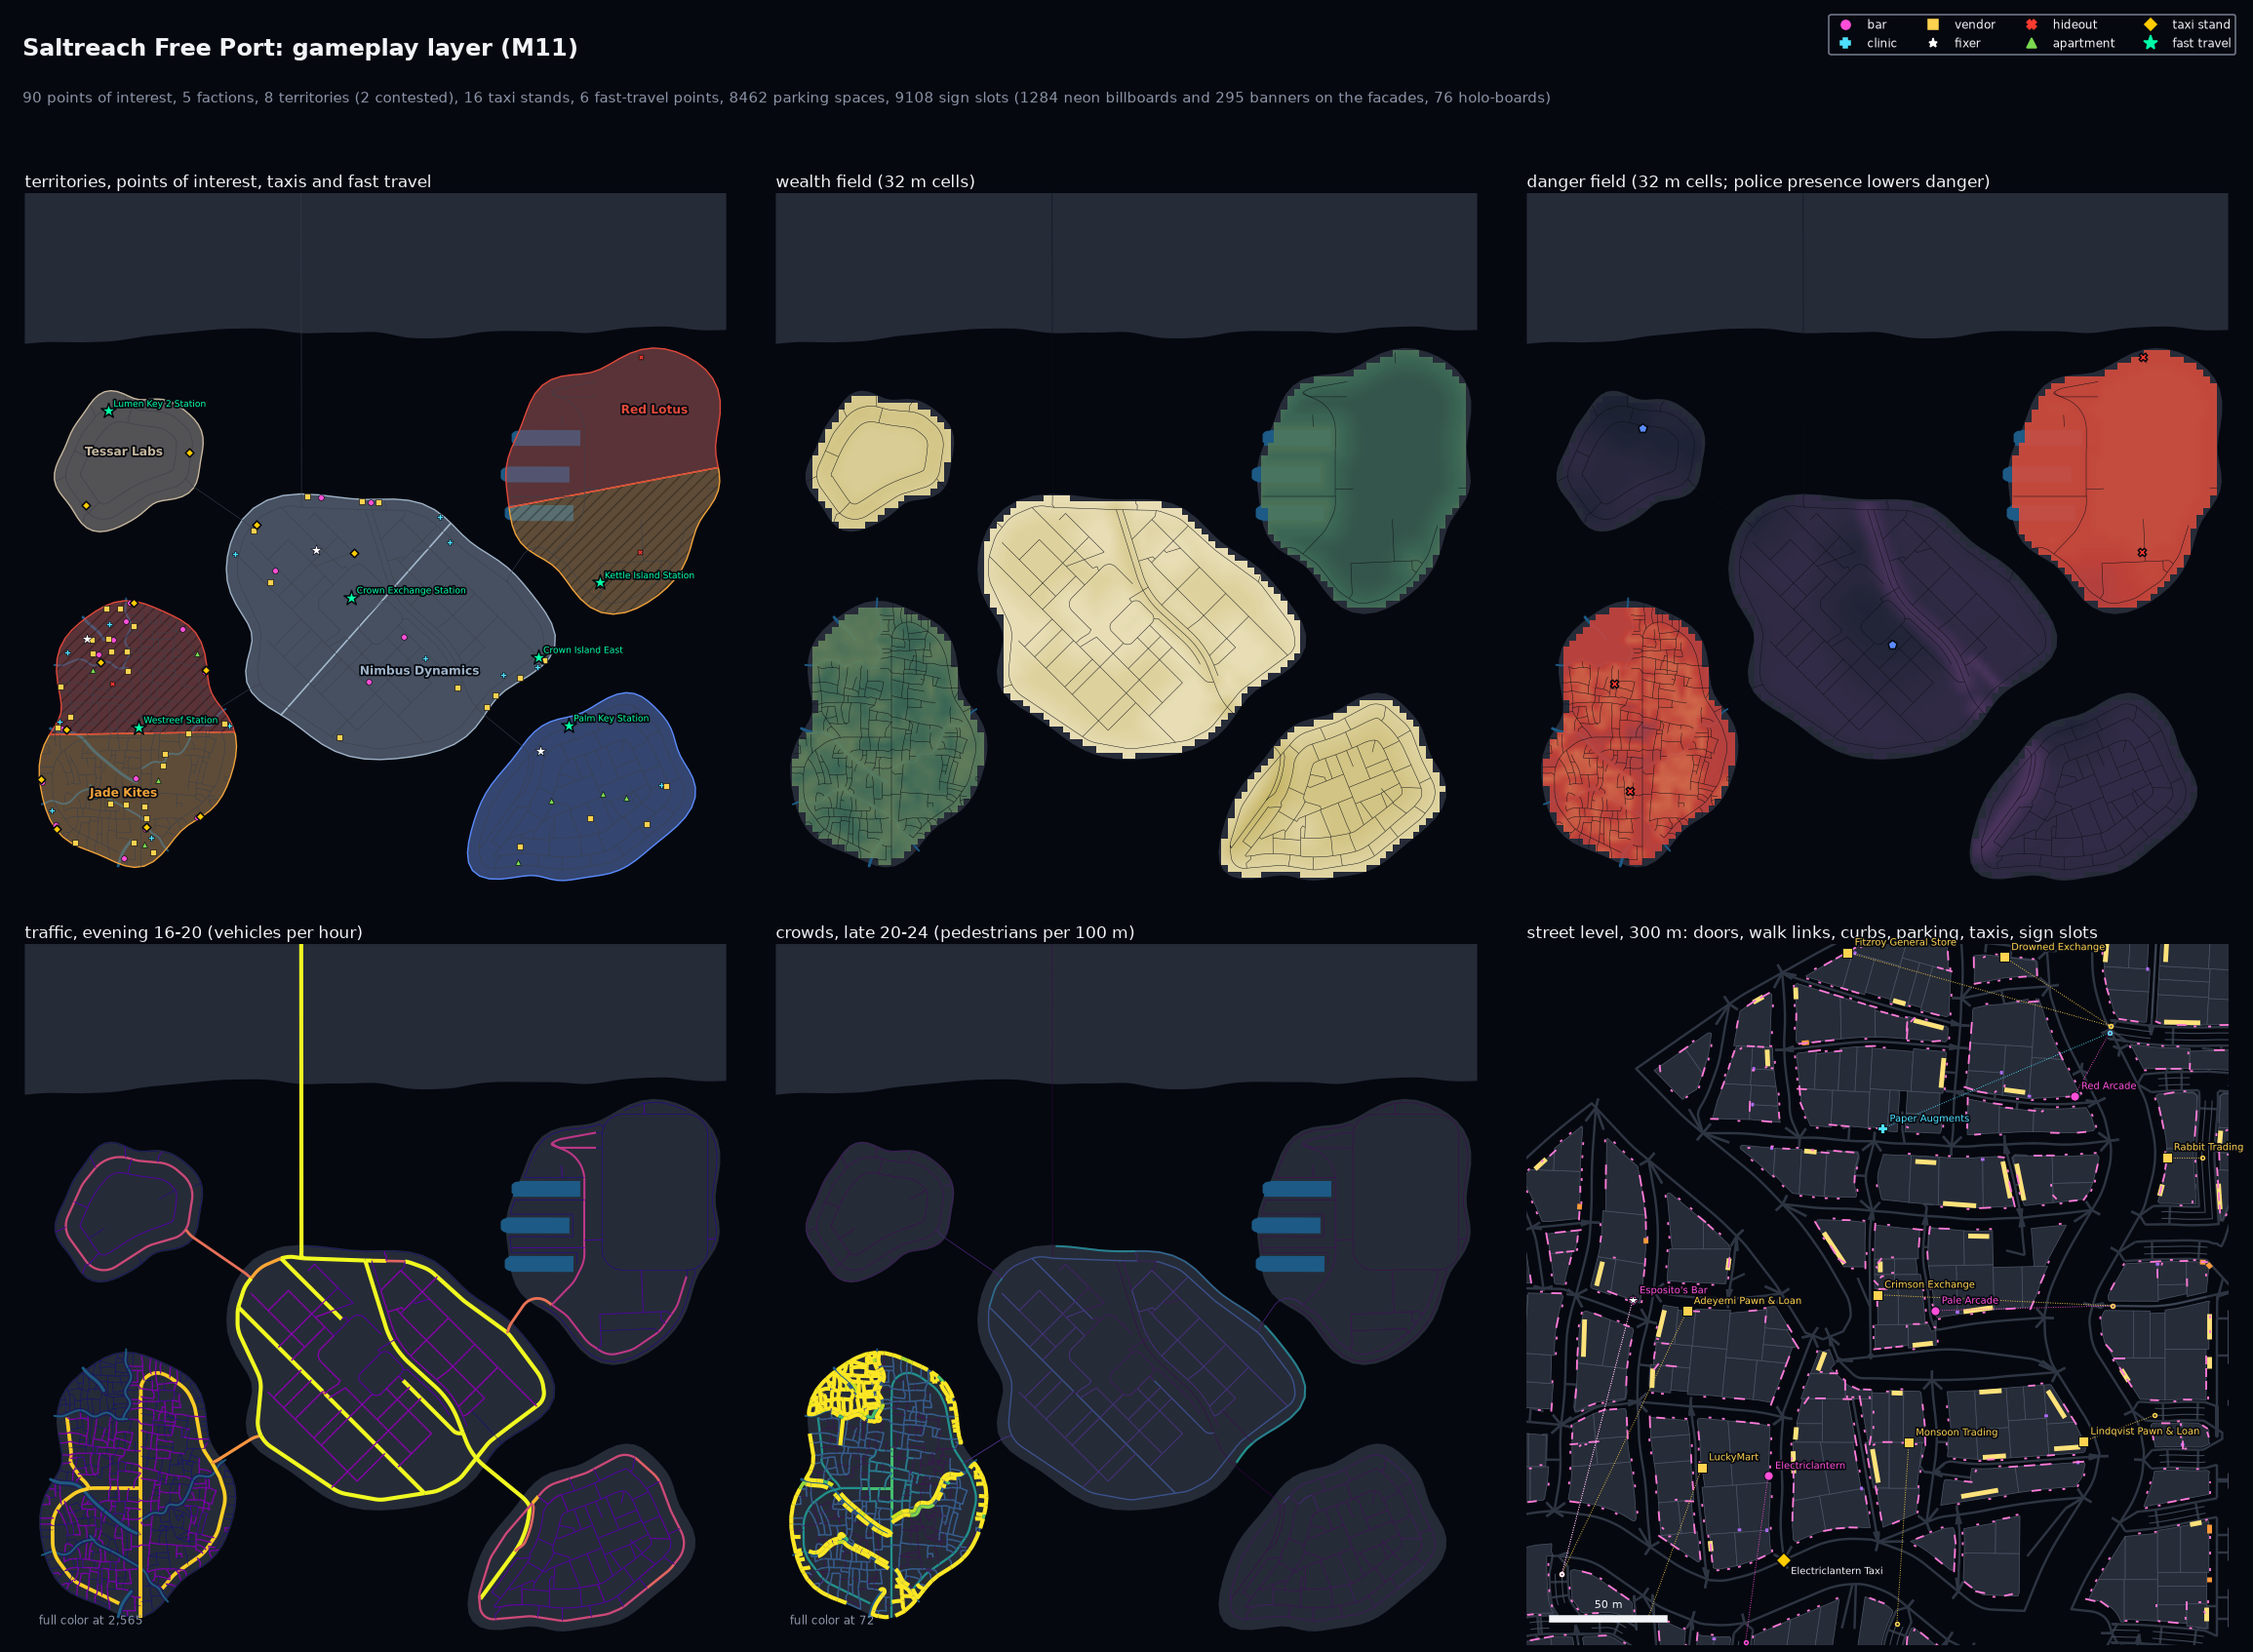 Saltreach Free Port: gameplay layer (M11)
bar
vendor
hideout
taxi stand
clinic
fixer
apartment
fast travel
90 points of interest, 5 factions, 8 territories (2 contested), 16 taxi stands, 6 fast-travel points, 8462 parking spaces, 9108 sign slots (1284 neon billboards and 295 banners on the facades, 76 holo-boards)
territories, points of interest, taxis and fast travel
Lumen Key 2 Station
Red Lotus
Tessar Labs
Kettle Island Station
Crown Exchange Station
Crown Island East
Nimbus Dynamics
Westreef Station
Palm Key Station
Jade Kites
wealth field (32 m cells)
danger field (32 m cells; police presence lowers danger)
traffic, evening 16-20 (vehicles per hour)
full color at 2,565
crowds, late 20-24 (pedestrians per 100 m)
full color at 72
street level, 300 m: doors, walk links, curbs, parking, taxis, sign slots
Fitzroy General Store
Drowned Exchange
Red Arcade
Paper Augments
Rabbit Trading
Crimson Exchange
Esposito's Bar
Pale Arcade
Adeyemi Pawn & Loan
Lindqvist Pawn & Loan
Monsoon Trading
LuckyMart
Electriclantern
Electriclantern Taxi
50 m